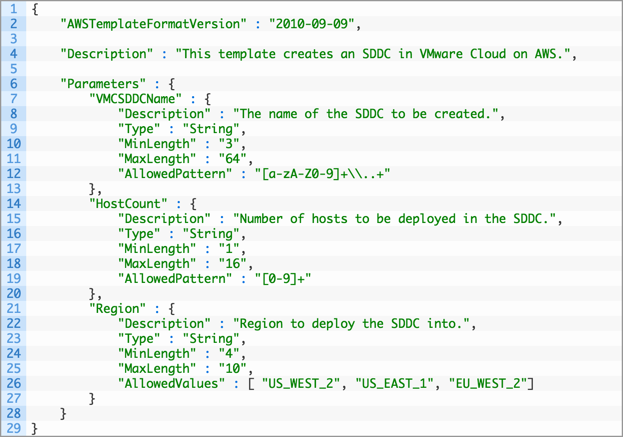 1 {
2 "AWSTemplateFormatVersion" : "2010-09-09",
3
4 "Description" : "This template creates an SDDC in VMware Cloud on AWS.",
5
6 "Parameters" : {
7 "VMCSDDCName" : {
8 "Description" : "The name of the SDDC to be created.",
9 "Type" : "String",
10 "MinLength" : "3",
11 "MaxLength" : "64",
12 "AllowedPattern" : "[a-zA-Z0-9]+\\..+"
13 },
14 "HostCount" : {
15 "Description" : "Number of hosts to be deployed in the SDDC.",
16 "Type" : "String",
17 "MinLength" : "1",
18 "MaxLength" : "16",
19 "AllowedPattern" : "[0-9]+"
20 },
21 "Region" : {
22 "Description" : "Region to deploy the SDDC into.",
23 "Type" : "String",
24 "MinLength" : "4",
25 "MaxLength" : "10",
26 "AllowedValues" : [ "US_WEST_2", "US_EAST_1", "EU_WEST_2"]
27 }
28 }
29 }